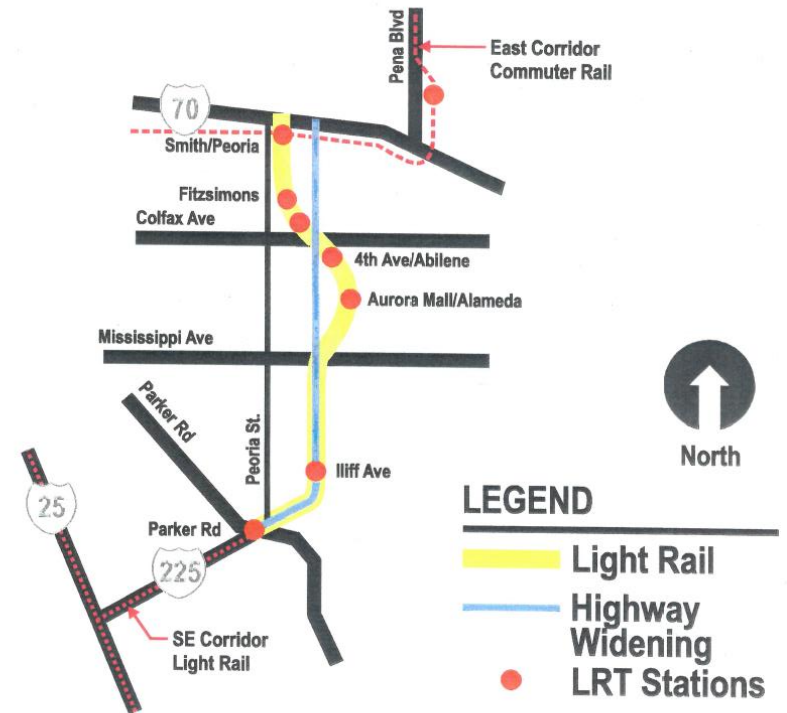 Pena Blvd
East Corridor
Commuter Rail
70
Smith/Peoria
Fitzsimons
Colfax Ave
4th Ave/Abilene
Aurora Mall/Alameda
Mississippi Ave
Parker Rd
Peoria St.
North
Iliff Ave
25
Parker Rd
225
SE Corridor
Light Rail
LEGEND
Light Rail
Highway
Widening
LRT Stations